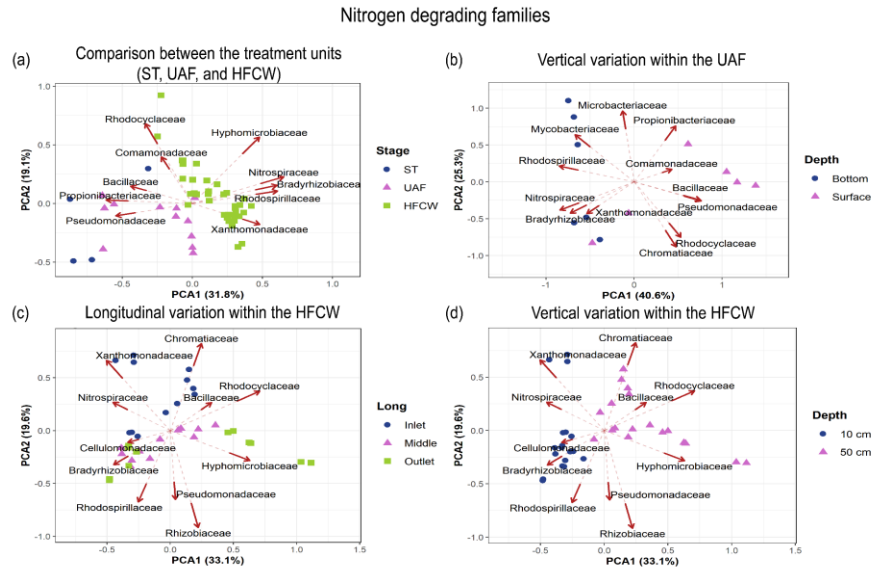 Nitrogen degrading families
(a)
Comparison between the treatment units
(ST, UAF, and HFCW)
1.0
0.5
0.0
-0.5
PCA2 (19.1%)
Rhodocyclaceae
Hyphomicrobiaceae
Comamonadaceae
Nitrospiraceae
Bacillaceae
Bradyrhizobiacea
Propionibacteriaceae
Rhodospirillaceae
Pseudomonadaceae
Xanthomonadaceae
-0.5
0.0
0.5
1.0
PCA1 (31.8%)
Stage
ST
UAF
HFCW
(b)
Vertical variation within the UAF
1.0
0.5
0.0
-0.5
-1.0
PCA2 (25.3%)
Microbacteriaceae
Propionibacteriaceae
Mycobacteriaceae
Rhodospirillaceae
Comamonadaceae
Nitrospiraceae
Bacillaceae
Pseudomonadaceae
Xanthomonadaceae
Bradyrhizobiaceae
Rhodocyclaceae
Chromatiaceae
-1
0
1
PCA1 (40.6%)
Depth
Bottom
Surface
(c)
Longitudinal variation within the HFCW
0.5
0.0
-0.5
-1.0
PCA2 (19.6%)
Chromatiaceae
Xanthomonadaceae
Rhodocyclaceae
Nitrospiraceae
Bacillaceae
Cellulomonadaceae
Bradyrhizobiaceae
Hyphomicrobiaceae
Rhodospirillaceae
Pseudomonadaceae
Rhizobiaceae
-0.5
0.0
0.5
1.0
1.5
PCA1 (33.1%)
Long
Inlet
Middle
Outlet
(d)
Vertical variation within the HFCW
0.5
0.0
-0.5
-1.0
PCA2 (19.6%)
Chromatiaceae
Xanthomonadaceae
Rhodocyclaceae
Nitrospiraceae
Bacillaceae
Cellulomonadaceae
Bradyrhizobiaceae
Hyphomicrobiaceae
Rhodospirillaceae
Pseudomonadaceae
Rhizobiaceae
-0.5
0.0
0.5
1.0
1.5
PCA1 (33.1%)
Depth
10 cm
50 cm